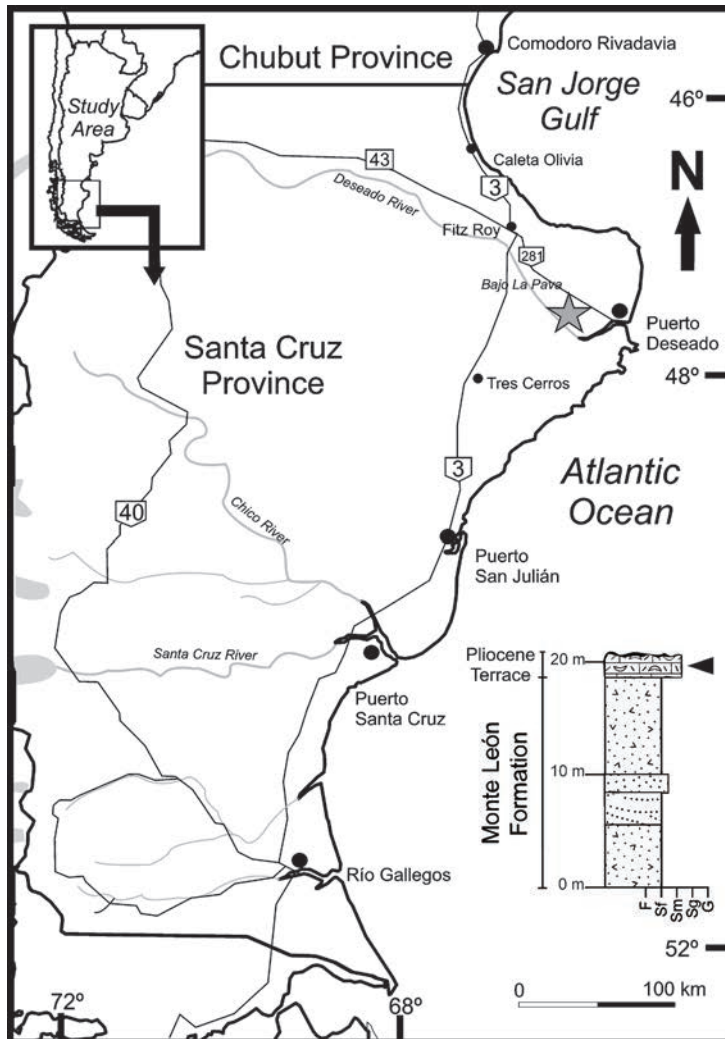 Chubut Province
Comodoro Rivadavia
San Jorge
Gulf
46º
Study
Area
43
Deseado River
Caleta Olivia
3
N
Fitz Roy
281
Bajo La Pava
Puerto
Deseado
Santa Cruz
Province
48º
Tres Cerros
3
Atlantic
Ocean
40
Chico River
Puerto
San Julián
Santa Cruz River
Puerto
Santa Cruz
Pliocene
Terrace
20 m
10 m
0 m
Monte León
Formation
F
Sf
Sm
Sg
G
Río Gallegos
52º
72º
68º
0
100 km